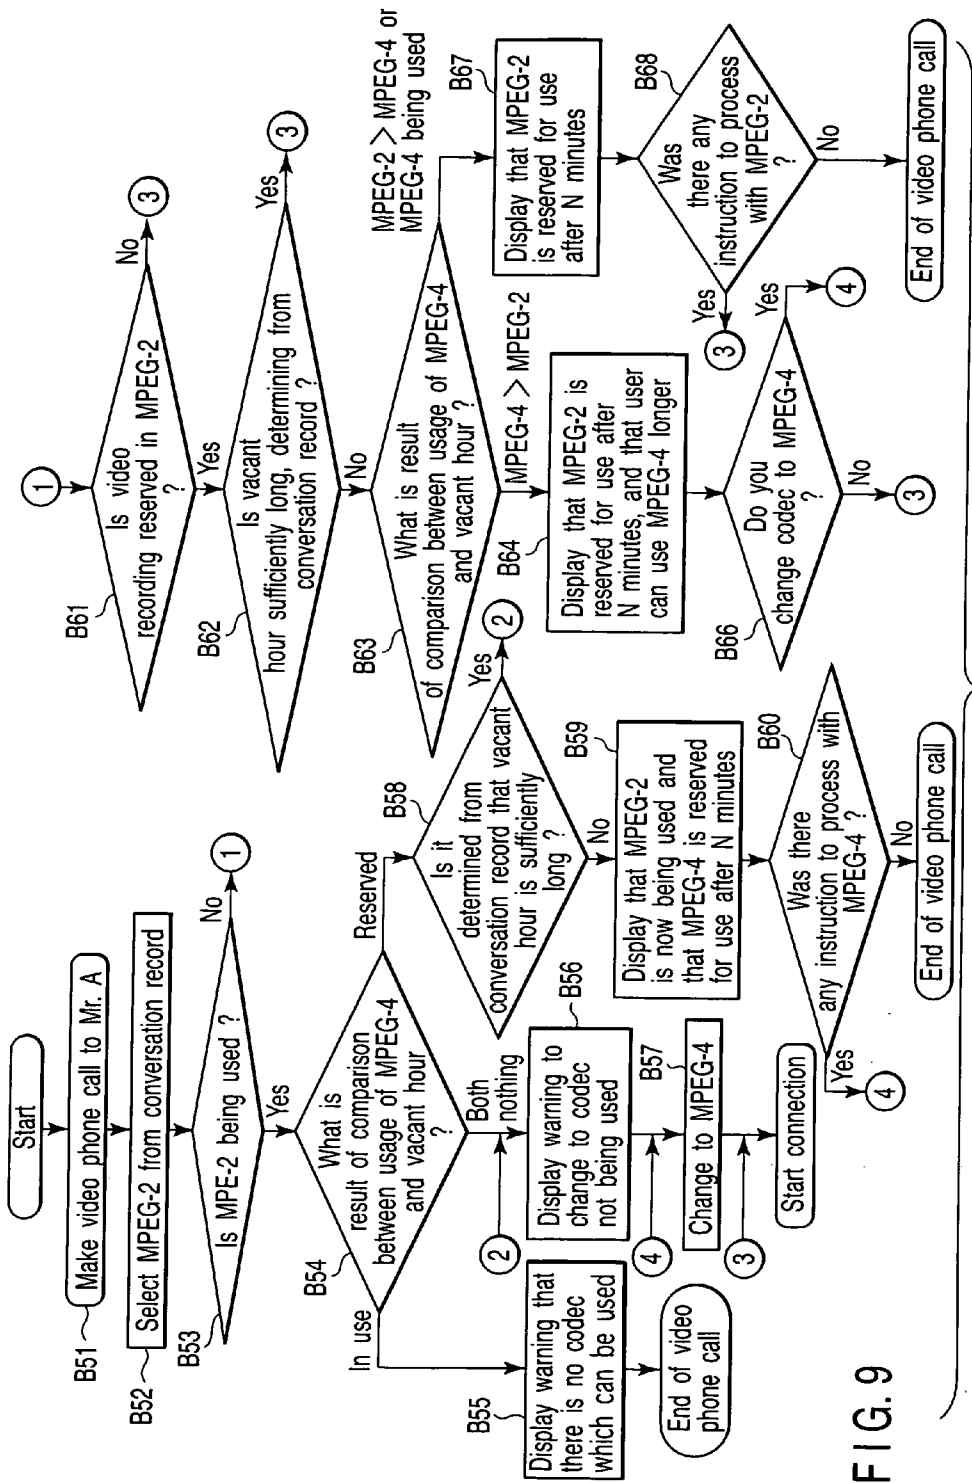 Start
B51
Make video phone call to Mr. A
B52
Select MPEG-2 from conversation record
B53
Is MPE-2 being used ?
No
1
Yes
B54
What is
result of comparison
between usage of MPEG-4
and vacant hour
?
In use
Reserved
Both
nothing
B55
Display warning that
there is no codec
which can be used
End of video
phone call
2
B56
Display warning to
change to codec
not being used
4
B57
Change to MPEG-4
3
Start connection
B58
Is it
determined from
conversation record that vacant
hour is sufficiently
long ?
Yes
2
No
B59
Display that MPEG-2
is now being used and
that MPEG-4 is reserved
for use after N minutes
B60
Was there
any instruction to process with
MPEG-4 ?
Yes
4
No
End of video phone call
1
B61
Is video
recording reserved in MPEG-2
?
No
3
Yes
B62
Is vacant
hour sufficiently long, determining from
conversation record ?
Yes
3
No
B63
What is result
of comparison between usage of MPEG-4
and vacant hour ?
MPEG-2 > MPEG-4 or
MPEG-4 being used
MPEG-4 > MPEG-2
B64
Display that MPEG-2 is
reserved for use after
N minutes, and that user
can use MPEG-4 longer
B66
Do you
change codec to MPEG-4
?
Yes
4
No
3
B67
Display that MPEG-2
is reserved for use
after N minutes
B68
Was
there any
instruction to process
with MPEG-2
?
Yes
3
No
End of video phone call
FIG. 9